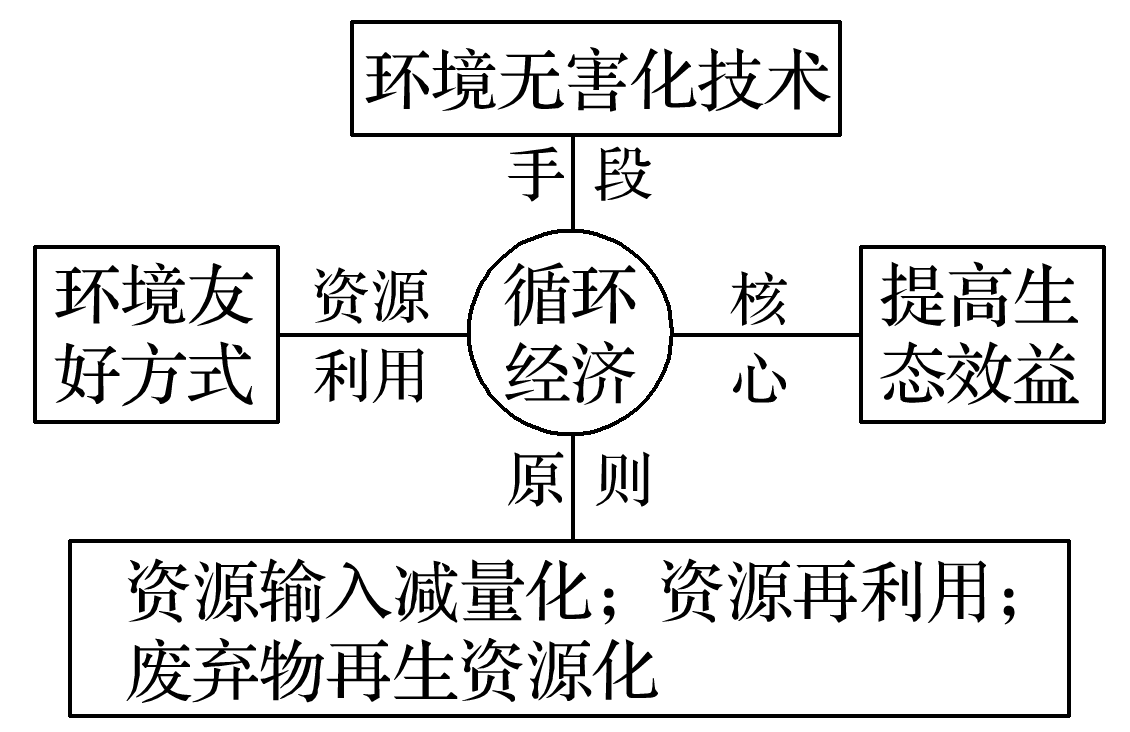 环境无害化技术
手 段
环境友
好方式
资源
利用
循环
经济
核
心
提高生
态效益
原 则
资源输入减量化；资源再利用；
废弃物再生资源化